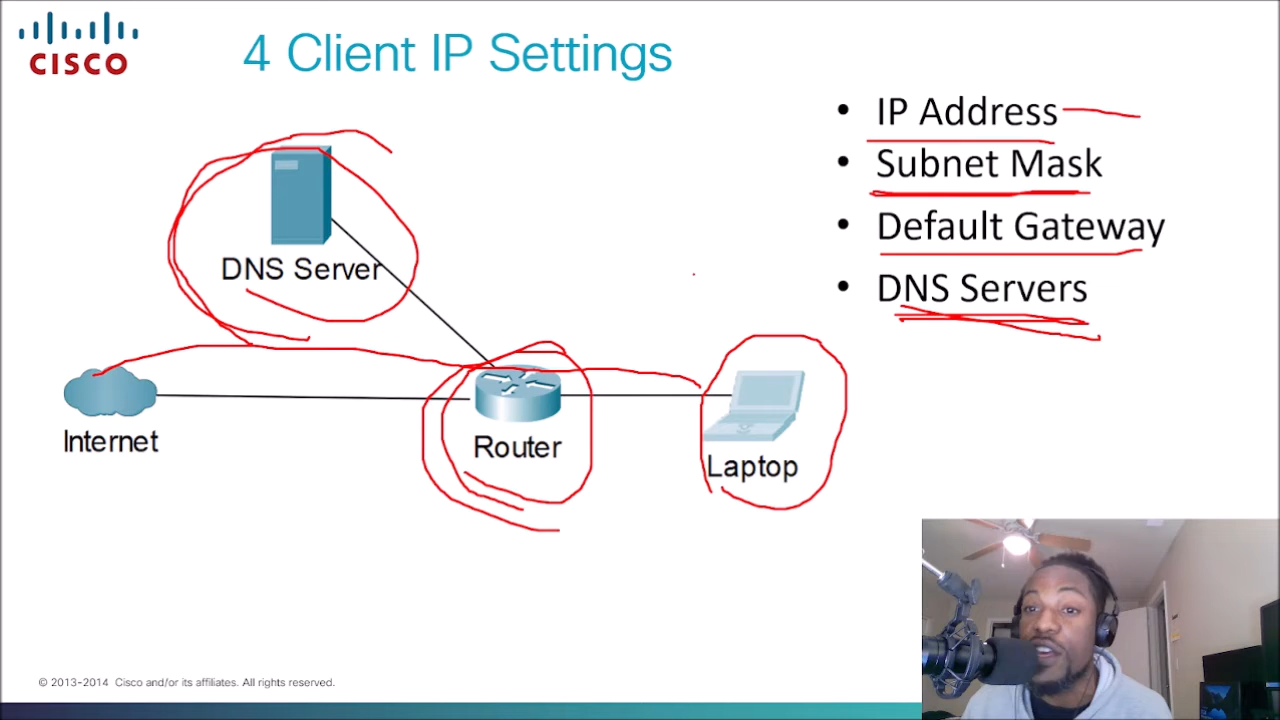 CISCO
4 Client IP Settings
• IP Address
• Subnet Mask
• Default Gateway
• DNS Servers
DNS Server
Internet
Router
Laptop
© 2013-2014 Cisco and/or its affiliates. All rights reserved.